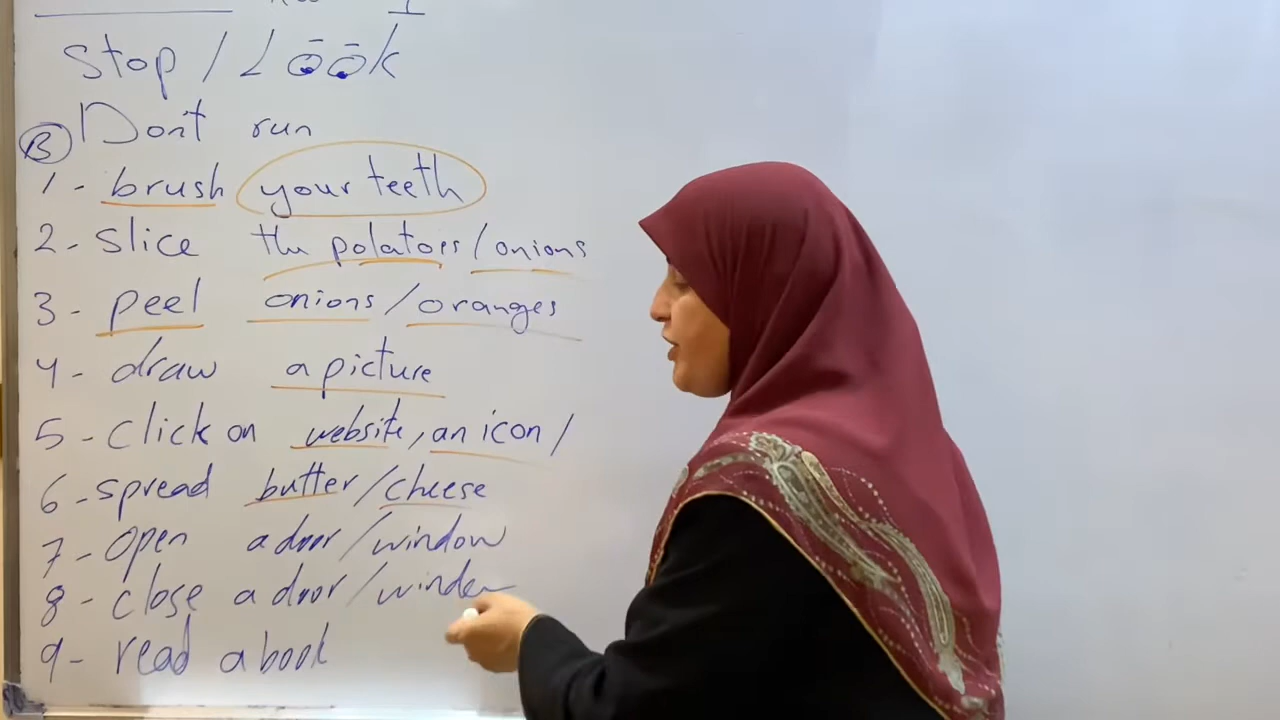 Stop / Look
B Don't run
1 - brush your teeth
2 - slice the potatoes / onions
3 - peel onions / oranges
4 - draw a picture
5 - click on website, an icon /
6 - spread butter / cheese
7 - open a door / window
8 - close a door / window
9 - read a book